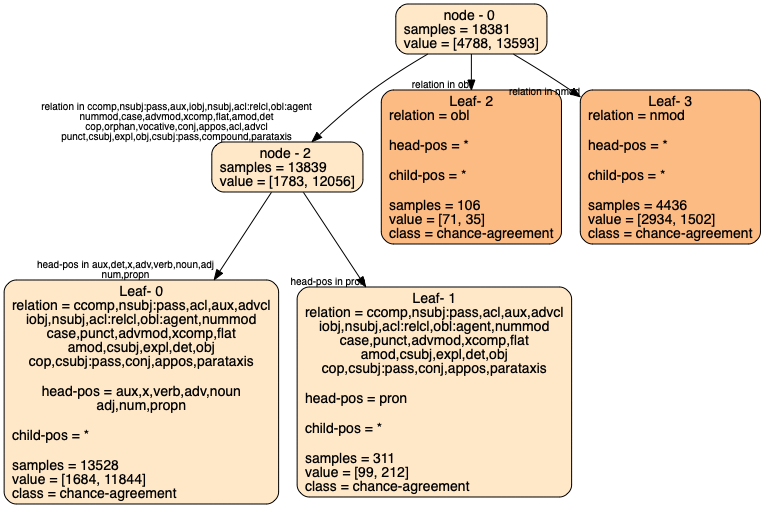 node - 0
samples = 18381
value = [4788, 13593]
relation in ccomp,nsubj:pass,aux,iobj,nsubj,acl:relcl,obl:agent
nummod,case,advmod,xcomp,flat,amod,det
cop,orphan,vocative,conj,appos,acl,advcl
punct,csubj,expl,obj,csubj:pass,compound,parataxis
relation in obl
relation in nmod
node - 2
samples = 13839
value = [1783, 12056]
Leaf- 2
relation = obl
head-pos = *
child-pos = *
samples = 106
value = [71, 35]
class = chance-agreement
Leaf- 3
relation = nmod
head-pos = *
child-pos = *
samples = 4436
value = [2934, 1502]
class = chance-agreement
head-pos in aux,det,x,adv,verb,noun,adj
num,propn
head-pos in pron
Leaf- 0
relation = ccomp,nsubj:pass,acl,aux,advcl
iobj,nsubj,acl:relcl,obl:agent,nummod
case,punct,advmod,xcomp,flat
amod,csubj,expl,det,obj
cop,csubj:pass,conj,appos,parataxis
head-pos = aux,x,verb,adv,noun
adj,num,propn
child-pos = *
samples = 13528
value = [1684, 11844]
class = chance-agreement
Leaf- 1
relation = ccomp,nsubj:pass,acl,aux,advcl
iobj,nsubj,acl:relcl,obl:agent,nummod
case,punct,advmod,xcomp,flat
amod,csubj,expl,det,obj
cop,csubj:pass,conj,appos,parataxis
head-pos = pron
child-pos = *
samples = 311
value = [99, 212]
class = chance-agreement